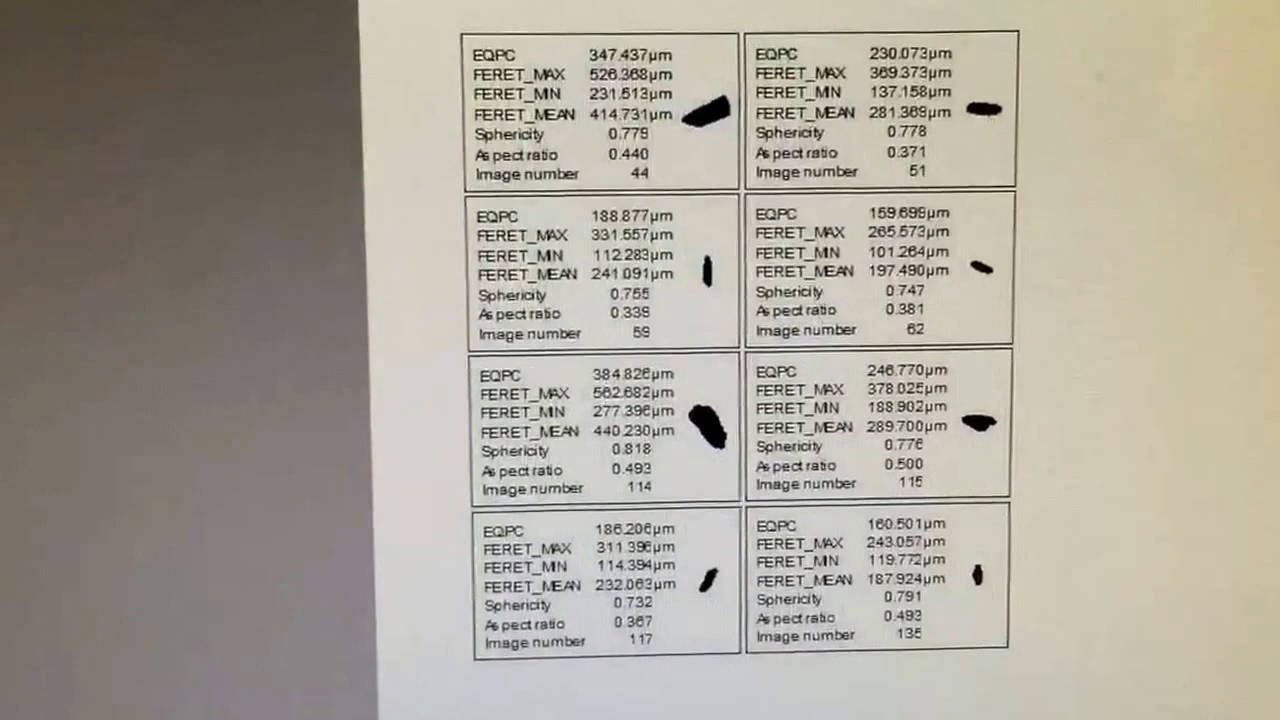 EQPC 347.437µm
FERET_MAX 526.368µm
FERET_MIN 231.513µm
FERET_MEAN 414.731µm
Sphericity 0.779
Aspect ratio 0.440
Image number 44
EQPC 230.073µm
FERET_MAX 369.373µm
FERET_MIN 137.158µm
FERET_MEAN 281.369µm
Sphericity 0.778
Aspect ratio 0.371
Image number 51
EQPC 188.877µm
FERET_MAX 331.557µm
FERET_MIN 112.283µm
FERET_MEAN 241.091µm
Sphericity 0.755
Aspect ratio 0.339
Image number 59
EQPC 159.699µm
FERET_MAX 265.573µm
FERET_MIN 101.264µm
FERET_MEAN 197.490µm
Sphericity 0.747
Aspect ratio 0.381
Image number 62
EQPC 384.826µm
FERET_MAX 562.682µm
FERET_MIN 277.396µm
FERET_MEAN 440.230µm
Sphericity 0.818
Aspect ratio 0.493
Image number 114
EQPC 246.770µm
FERET_MAX 378.025µm
FERET_MIN 188.902µm
FERET_MEAN 289.700µm
Sphericity 0.776
Aspect ratio 0.500
Image number 115
EQPC 186.206µm
FERET_MAX 311.396µm
FERET_MIN 114.394µm
FERET_MEAN 232.063µm
Sphericity 0.732
Aspect ratio 0.367
Image number 117
EQPC 160.501µm
FERET_MAX 243.057µm
FERET_MIN 119.772µm
FERET_MEAN 187.924µm
Sphericity 0.791
Aspect ratio 0.493
Image number 135